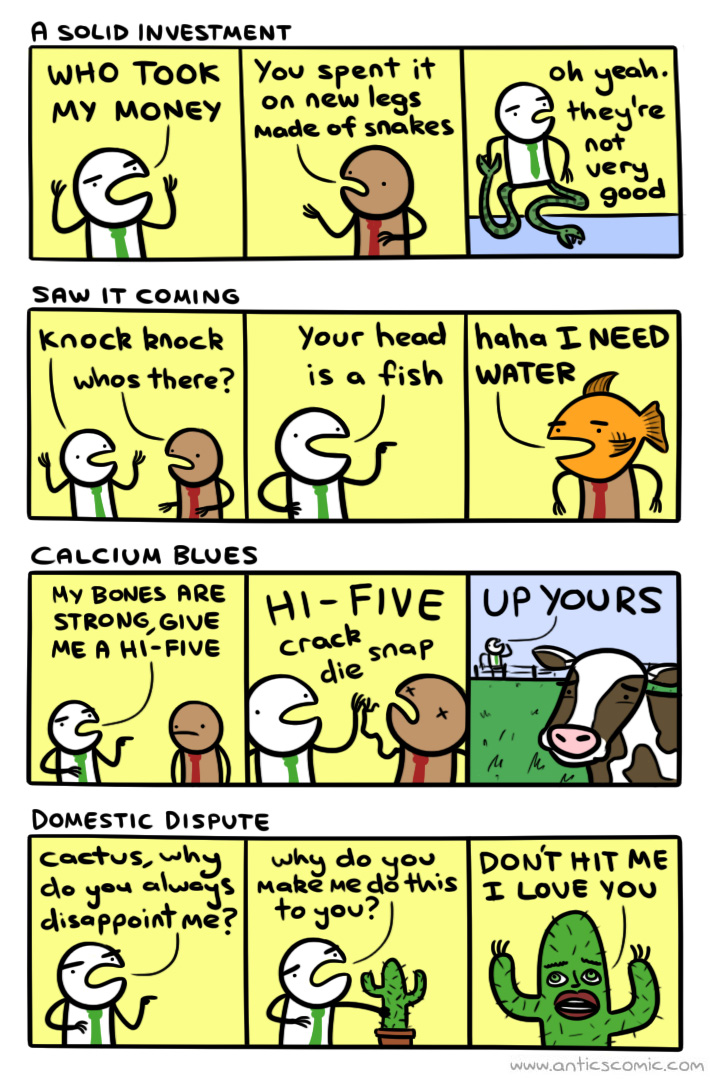 A SOLID INVESTMENT
WHO TOOK
MY MONEY
You spent it
on new legs
made of snakes
oh yeah.
they're
not
very
good
SAW IT COMING
Knock knock
whos there?
Your head
is a fish
haha I NEED
WATER
CALCIUM BLUES
MY BONES ARE
STRONG, GIVE
ME A HI-FIVE
HI-FIVE
crack
snap
die
UP YOURS
DOMESTIC DISPUTE
Cactus, why
do you always
disappoint me?
why do you
make me do this
to you?
DON'T HIT ME
I LOVE YOU
www.anticscomic.com